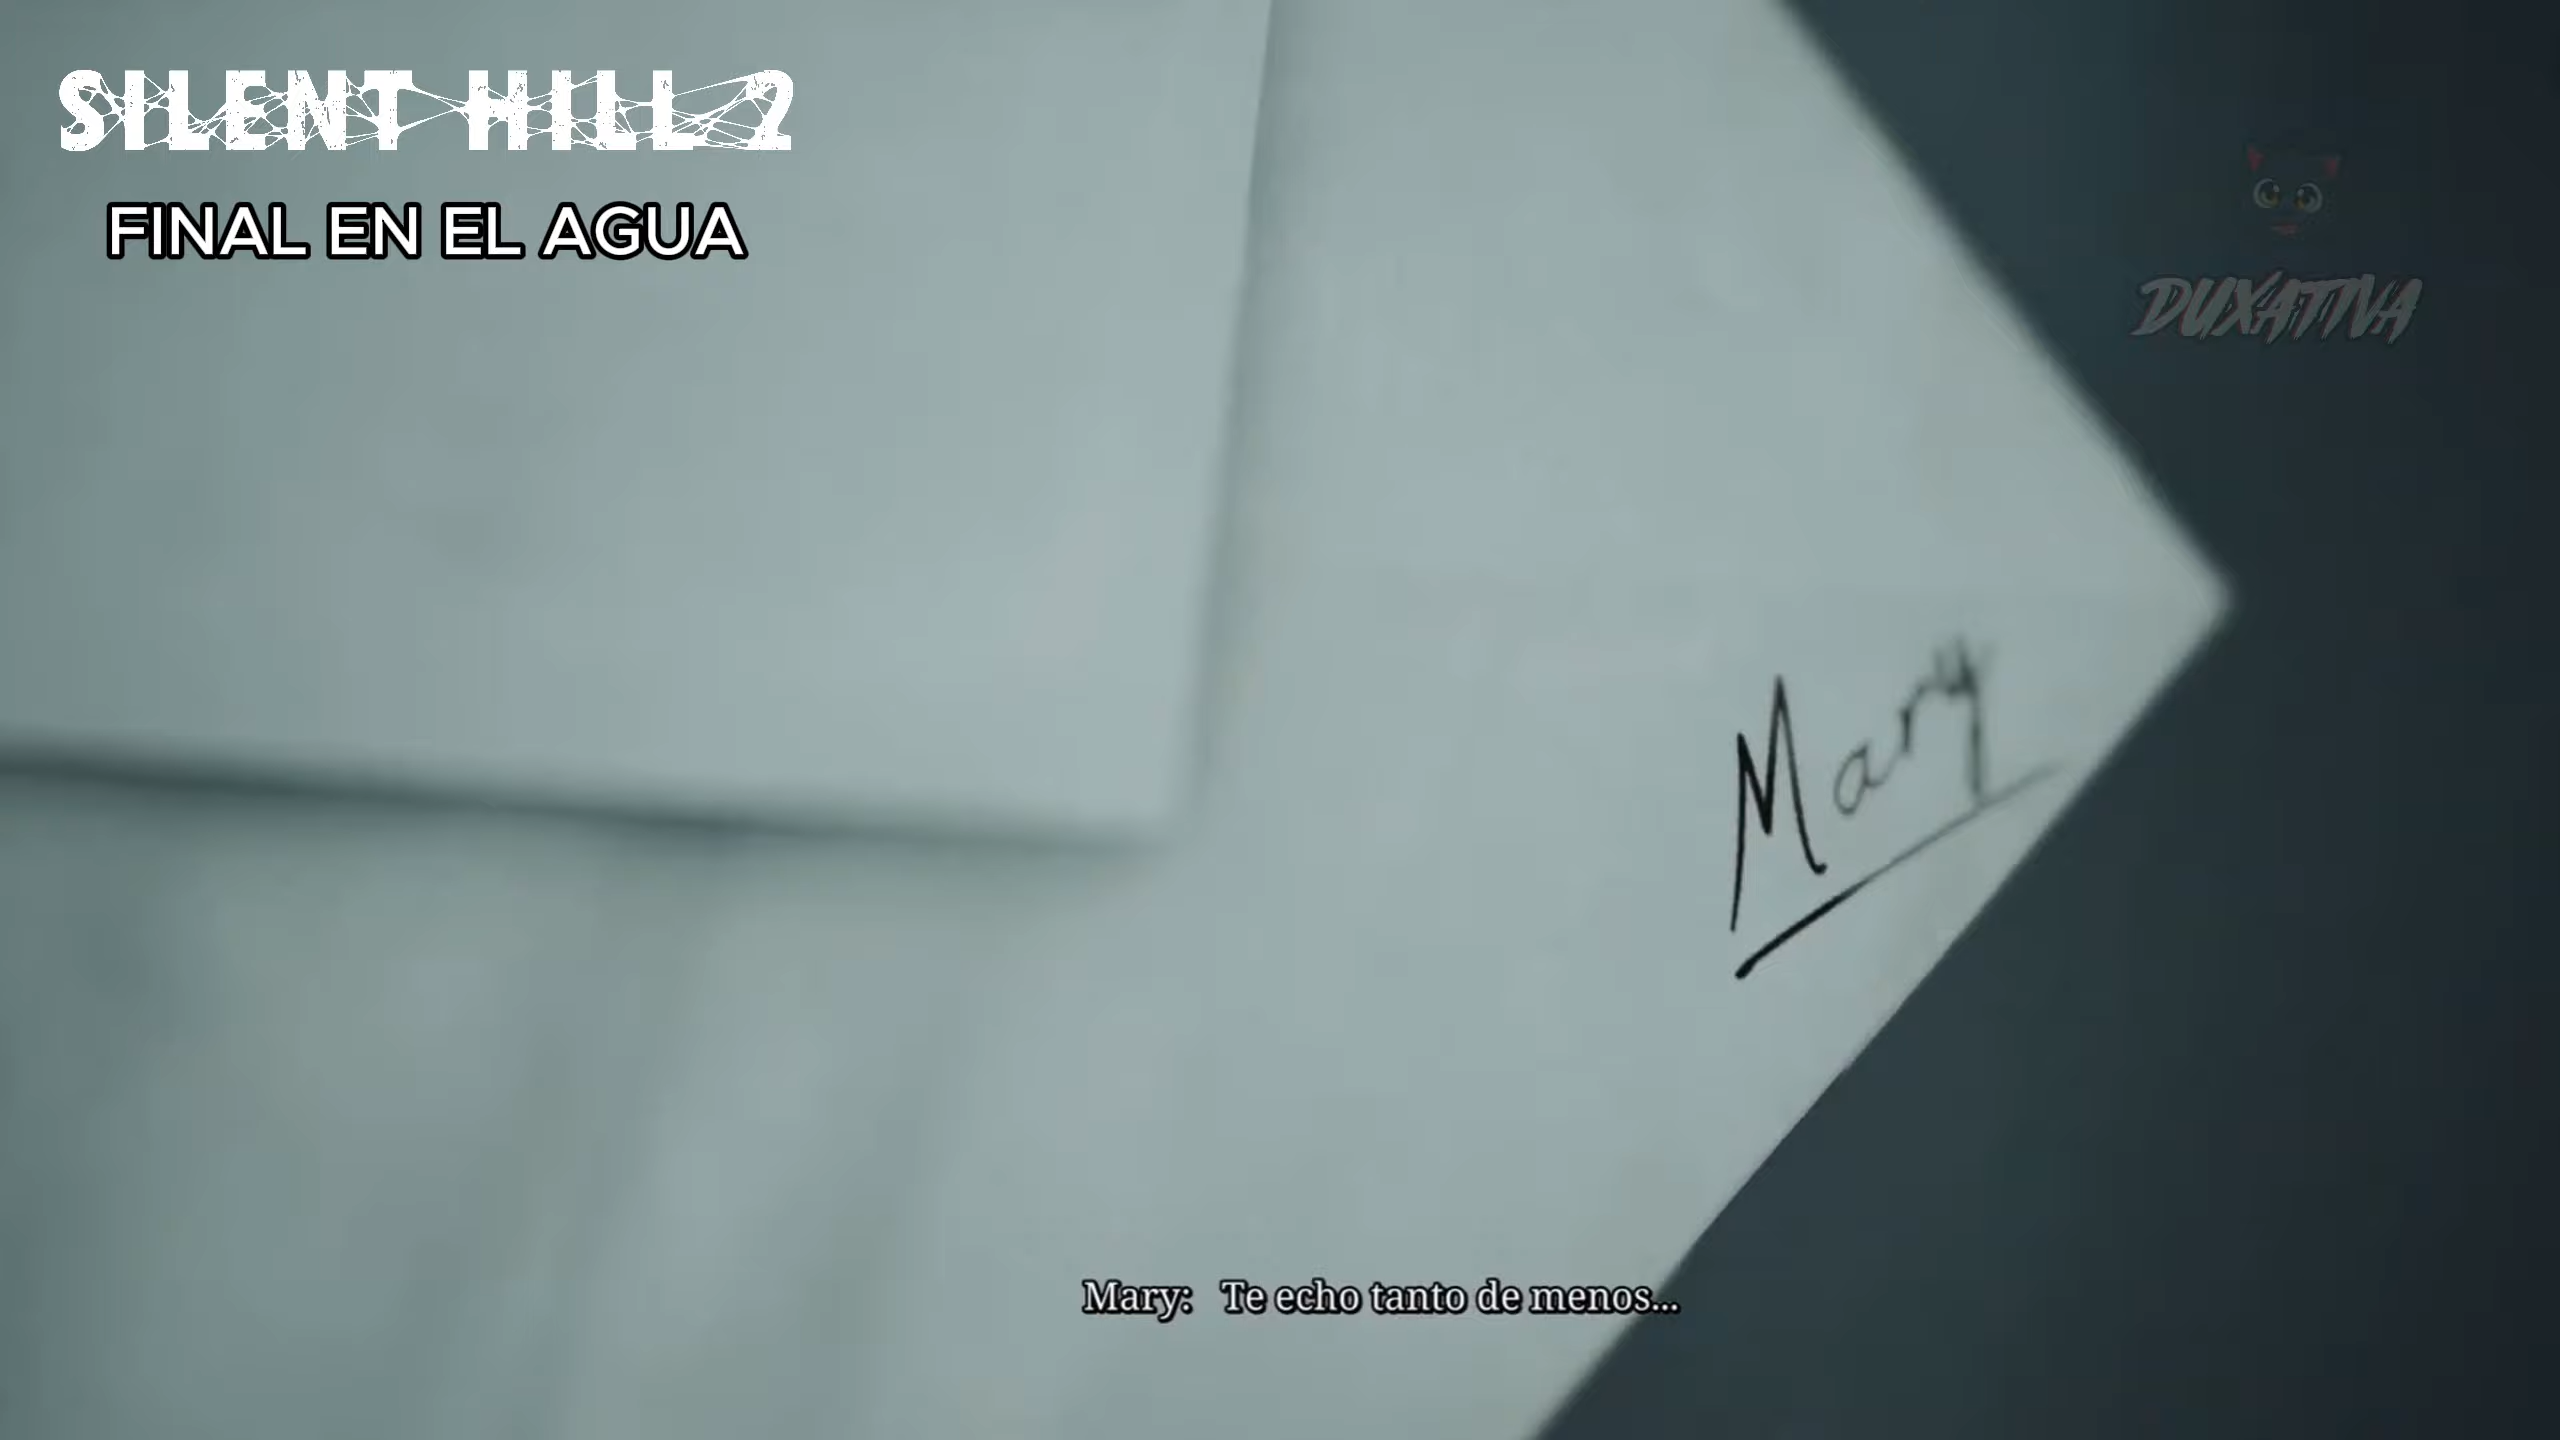 SILENT HILL 2
FINAL EN EL AGUA
DUXATIVA
Mary
Mary: Te echo tanto de menos...